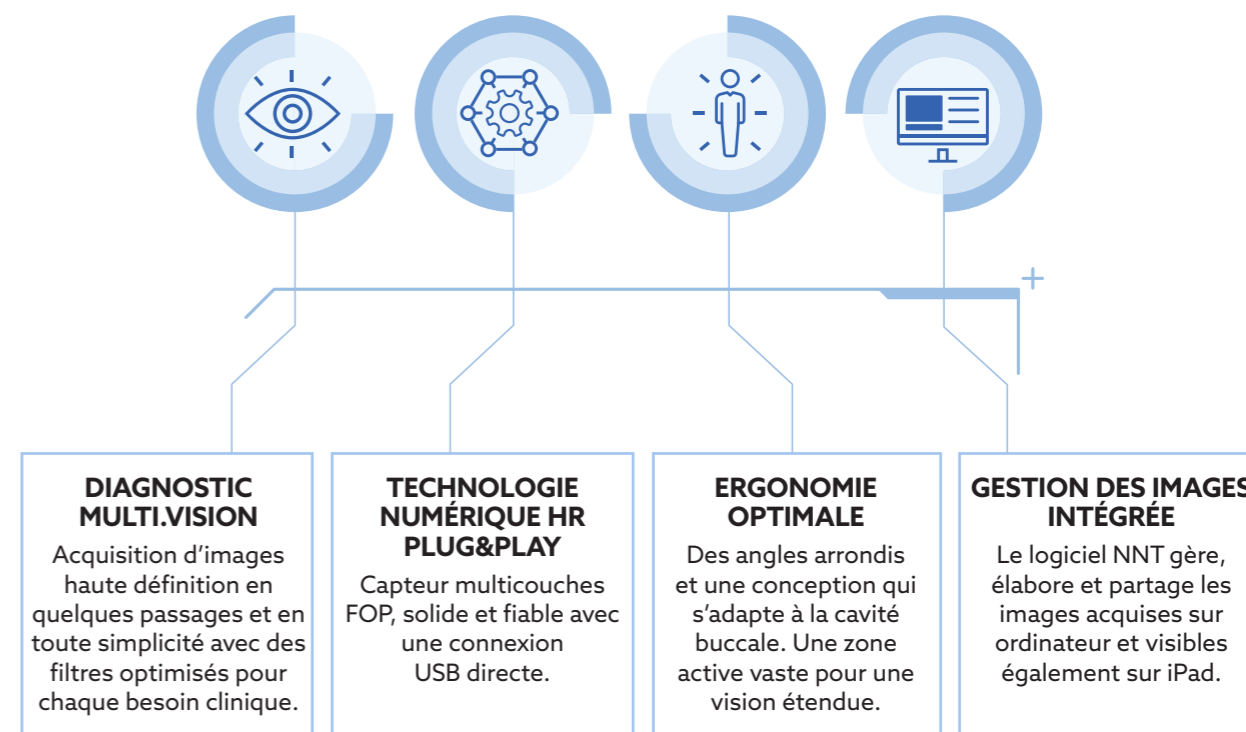 DIAGNOSTIC
MULTI.VISION
Acquisition d’images
haute définition en
quelques passages et en
toute simplicité avec des
filtres optimisés pour
chaque besoin clinique.
TECHNOLOGIE
NUMÉRIQUE HR
PLUG&PLAY
Capteur multicouches
FOP, solide et fiable avec
une connexion
USB directe.
ERGONOMIE
OPTIMALE
Des angles arrondis
et une conception qui
s’adapte à la cavité
buccale. Une zone
active vaste pour une
vision étendue.
GESTION DES IMAGES
INTÉGRÉE
Le logiciel NNT gère,
élabore et partage les
images acquises sur
ordinateur et visibles
également sur iPad.